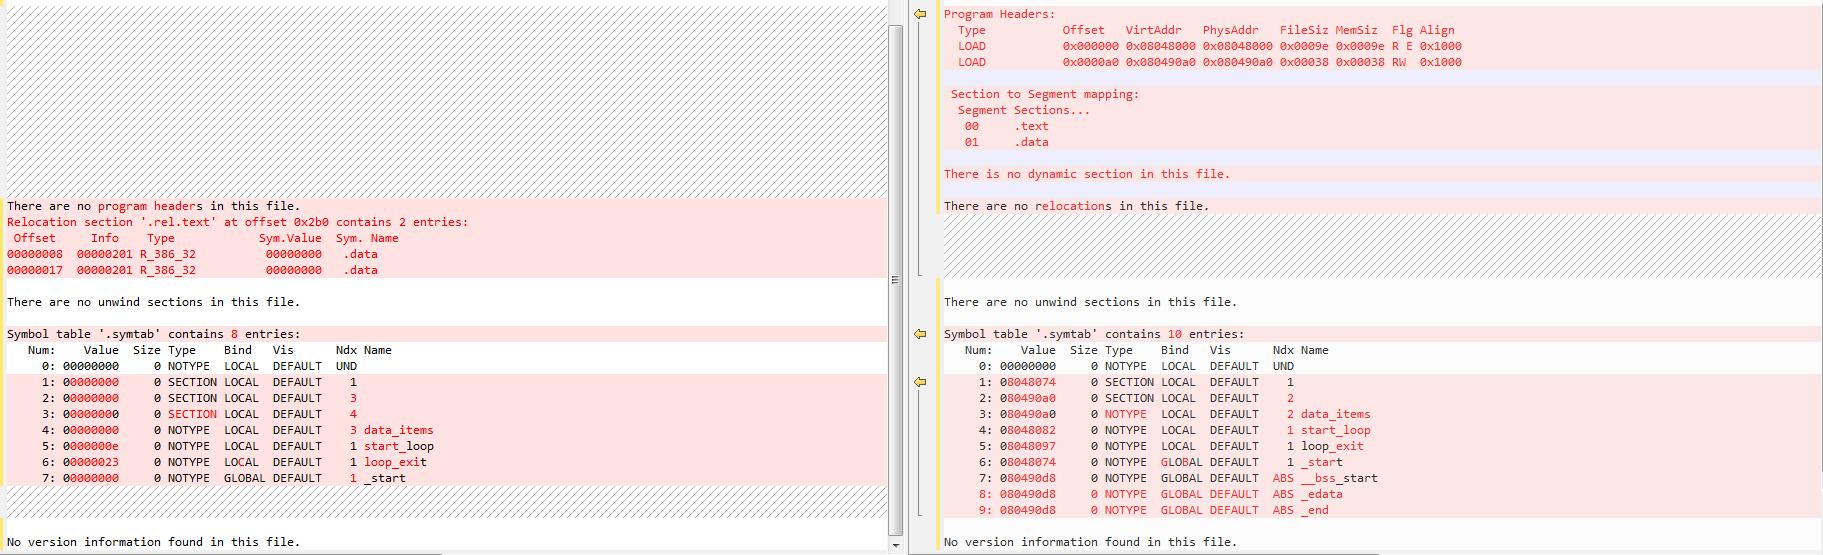 There are no program headers in this file.
Relocation section '.rel.text' at offset 0x2b0 contains 2 entries:
 Offset     Info    Type            Sym.Value  Sym. Name
00000008  00000201 R_386_32          00000000   .data
00000017  00000201 R_386_32          00000000   .data
There are no unwind sections in this file.
Symbol table '.symtab' contains 8 entries:
   Num:    Value  Size Type    Bind   Vis      Ndx Name
     0: 00000000     0 NOTYPE  LOCAL  DEFAULT  UND
     1: 00000000     0 SECTION LOCAL  DEFAULT    1
     2: 00000000     0 SECTION LOCAL  DEFAULT    3
     3: 00000000     0 SECTION LOCAL  DEFAULT    4
     4: 00000000     0 NOTYPE  LOCAL  DEFAULT    3 data_items
     5: 0000000e     0 NOTYPE  LOCAL  DEFAULT    1 start_loop
     6: 00000023     0 NOTYPE  LOCAL  DEFAULT    1 loop_exit
     7: 00000000     0 NOTYPE  GLOBAL DEFAULT    1 _start
No version information found in this file.
Program Headers:
  Type           Offset   VirtAddr   PhysAddr   FileSiz MemSiz  Flg Align
  LOAD           0x000000 0x08048000 0x08048000 0x0009e 0x0009e R E 0x1000
  LOAD           0x0000a0 0x080490a0 0x080490a0 0x00038 0x00038 RW  0x1000
 Section to Segment mapping:
  Segment Sections...
   00     .text
   01     .data
There is no dynamic section in this file.
There are no relocations in this file.
There are no unwind sections in this file.
Symbol table '.symtab' contains 10 entries:
   Num:    Value  Size Type    Bind   Vis      Ndx Name
     0: 00000000     0 NOTYPE  LOCAL  DEFAULT  UND
     1: 08048074     0 SECTION LOCAL  DEFAULT    1
     2: 080490a0     0 SECTION LOCAL  DEFAULT    2
     3: 080490a0     0 NOTYPE  LOCAL  DEFAULT    2 data_items
     4: 08048082     0 NOTYPE  LOCAL  DEFAULT    1 start_loop
     5: 08048097     0 NOTYPE  LOCAL  DEFAULT    1 loop_exit
     6: 08048074     0 NOTYPE  GLOBAL DEFAULT    1 _start
     7: 080490d8     0 NOTYPE  GLOBAL DEFAULT  ABS __bss_start
     8: 080490d8     0 NOTYPE  GLOBAL DEFAULT  ABS _edata
     9: 080490d8     0 NOTYPE  GLOBAL DEFAULT  ABS _end
No version information found in this file.